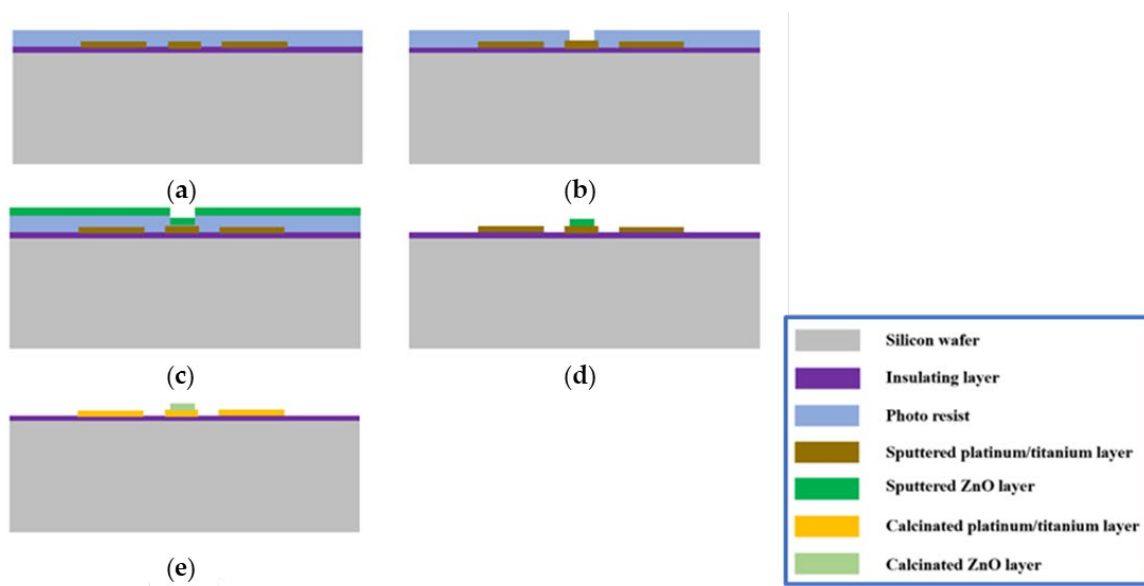 (a)
(b)
(c)
(d)
(e)
Silicon wafer
Insulating layer
Photo resist
Sputtered platinum/titanium layer
Sputtered ZnO layer
Calcinated platinum/titanium layer
Calcinated ZnO layer